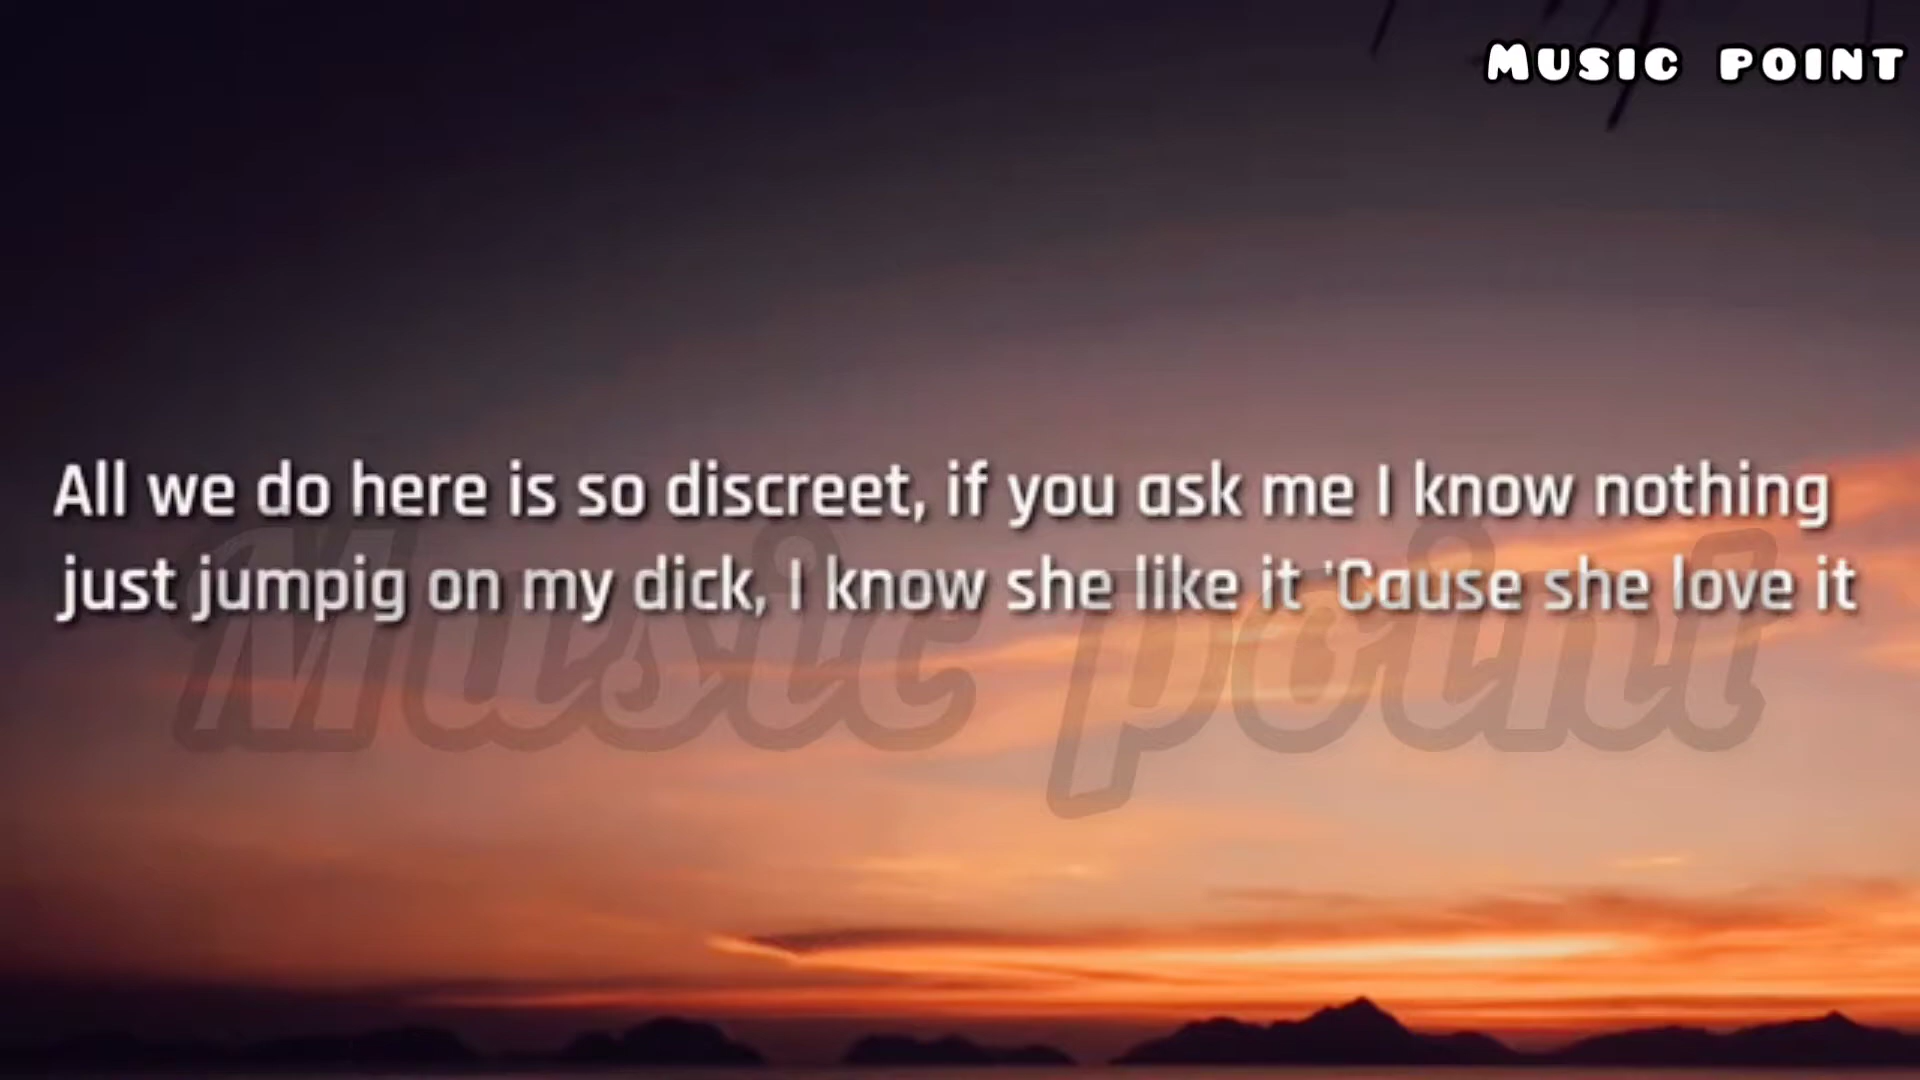 Music point
All we do here is so discreet, if you ask me I know nothing
just jumpig on my dick, I know she like it 'Cause she love it
Music point